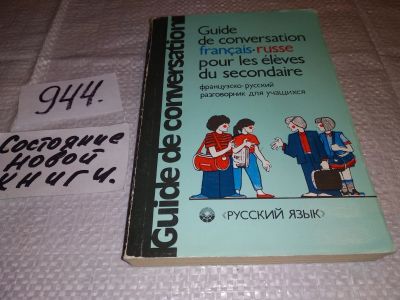 944.
Состояние
новой
книги.
Guide de conversation
Guide
de conversation
français-russe
pour les élèves
du secondaire
французско-русский
разговорник для учащихся
«РУССКИЙ ЯЗЫК»